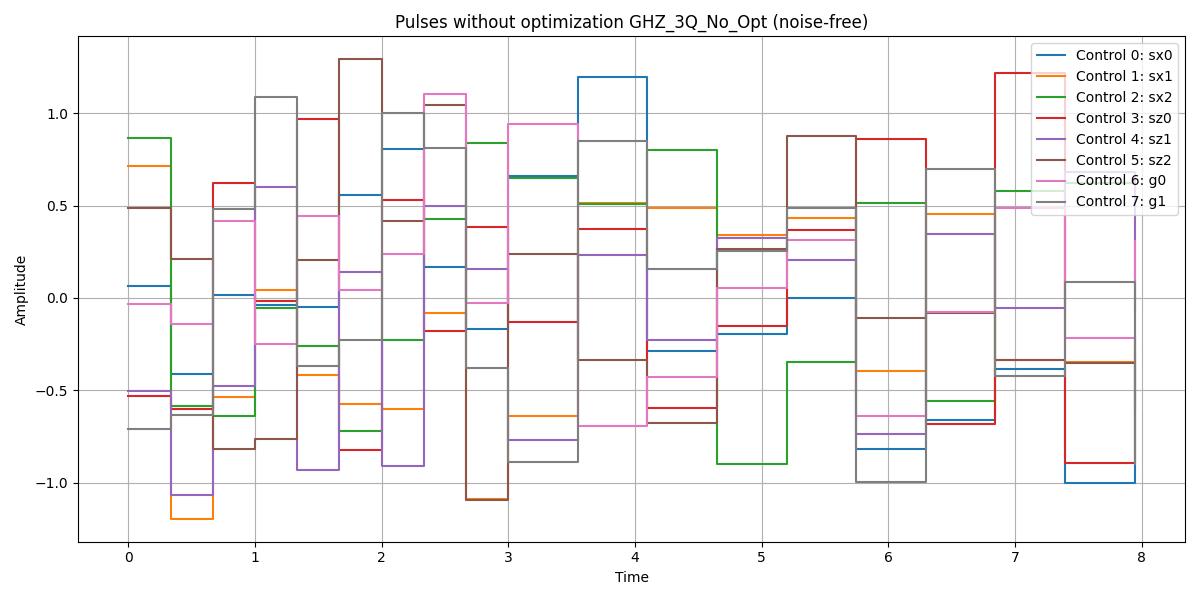 Pulses without optimization GHZ_3Q_No_Opt (noise-free)
Control 0: sx0
Control 1: sx1
Control 2: sx2
Control 3: sz0
Control 4: sz1
Control 5: sz2
Control 6: g0
Control 7: g1
Amplitude
1.0
0.5
0.0
−0.5
−1.0
0 1 2 3 4 5 6 7 8
Time